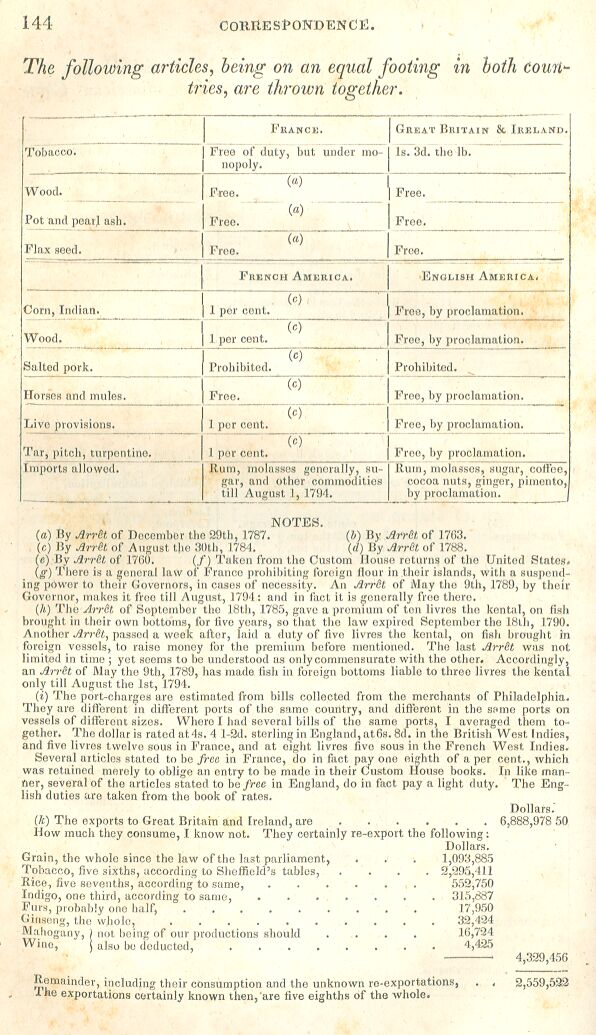 144 CORRESPONDENCE.
The following articles, being on an equal footing in both coun-
tries, are thrown together.
FRANCE. GREAT BRITAIN & IRELAND.
Tobacco. Free of duty, but under mo- 1s. 3d. the lb.
nopoly.
(a)
Wood. Free. Free.
(a)
Pot and pearl ash. Free. Free.
(a)
Flax seed. Free. Free.
FRENCH AMERICA. ENGLISH AMERICA.
(c)
Corn, Indian. 1 per cent. Free, by proclamation.
(c)
Wood. 1 per cent. Free, by proclamation.
(c)
Salted pork. Prohibited. Prohibited.
(c)
Horses and mules. Free. Free, by proclamation.
(c)
Live provisions. 1 per cent. Free, by proclamation.
(c)
Tar, pitch, turpentine. 1 per cent. Free, by proclamation.
Imports allowed. Rum, molasses generally, su- Rum, molasses, sugar, coffee,
gar, and other commodities cocoa nuts, ginger, pimento,
till August 1, 1794. by proclamation.
NOTES.
(a) By Arrêt of December the 29th, 1787. (b) By Arrêt of 1763.
(c) By Arrêt of August the 30th, 1784. (d) By Arrêt of 1788.
(e) By Arrêt of 1760. (f) Taken from the Custom House returns of the United States.
(g) There is a general law of France prohibiting foreign flour in their islands, with a suspend-
ing power to their Governors, in cases of necessity. An Arrêt of May the 9th, 1789, by their
Governor, makes it free till August, 1794: and in fact it is generally free there.
(h) The Arrêt of September the 18th, 1785, gave a premium of ten livres the kental, on fish
brought in their own bottoms, for five years, so that the law expired September the 18th, 1790.
Another Arrêt, passed a week after, laid a duty of five livres the kental, on fish brought in
foreign vessels, to raise money for the premium before mentioned. The last Arrêt was not
limited in time; yet seems to be understood as only commensurate with the other. Accordingly,
an Arrêt of May the 9th, 1789, has made fish in foreign bottoms liable to three livres the kental
only till August the 1st, 1794.
(i) The port-charges are estimated from bills collected from the merchants of Philadelphia.
They are different in different ports of the same country, and different in the same ports on
vessels of different sizes. Where I had several bills of the same ports, I averaged them to-
gether. The dollar is rated at 4s. 4 1-2d. sterling in England, at 6s. 8d. in the British West Indies,
and five livres twelve sous in France, and at eight livres five sous in the French West Indies.
Several articles stated to be free in France, do in fact pay one eighth of a per cent., which
was retained merely to oblige an entry to be made in their Custom House books. In like man-
ner, several of the articles stated to be free in England, do in fact pay a light duty. The Eng-
lish duties are taken from the book of rates.
Dollars.
(k) The exports to Great Britain and Ireland, are . . . . . . 6,888,978 50
How much they consume, I know not. They certainly re-export the following:
Dollars.
Grain, the whole since the law of the last parliament, . . . 1,093,885
Tobacco, five sixths, according to Sheffield's tables, . . . . 2,295,411
Rice, five sevenths, according to same, . . . . . . . 552,750
Indigo, one third, according to same, . . . . . . . 315,887
Furs, probably one half, . . . . . . . . . . 17,950
Ginseng, the whole, . . . . . . . . . . 32,424
Mahogany, } not being of our productions should . . . . 16,724
Wine, } also be deducted, . . . . . . . . 4,425
4,329,456
Remainder, including their consumption and the unknown re-exportations, . . 2,559,522
The exportations certainly known then, are five eighths of the whole.